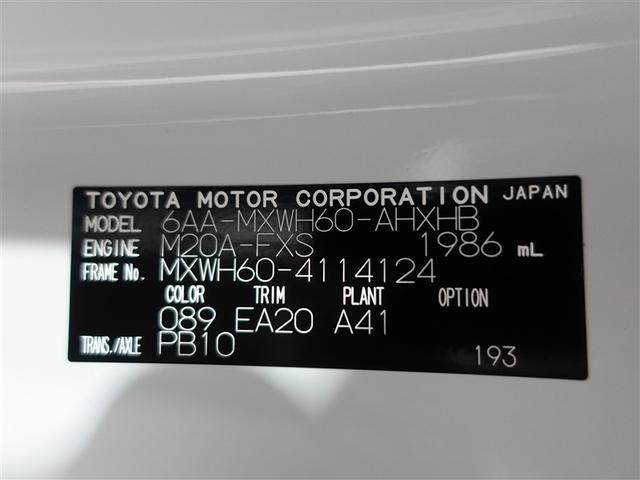 TOYOTA MOTOR CORPORATION JAPAN
MODEL 6AA-MXWH60-AHXHB
ENGINE M20A-FXS 1986 mL
FRAME No. MXWH60-4114124
COLOR TRIM PLANT OPTION
089 EA20 A41
TRANS./AXLE PB10
193